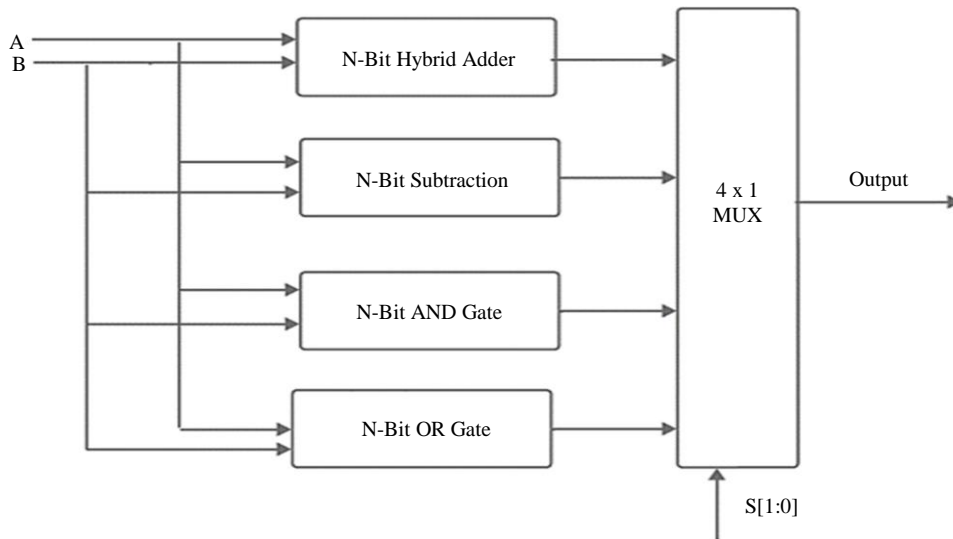 A
B
N-Bit Hybrid Adder
N-Bit Subtraction
N-Bit AND Gate
N-Bit OR Gate
4 x 1
MUX
Output
S[1:0]